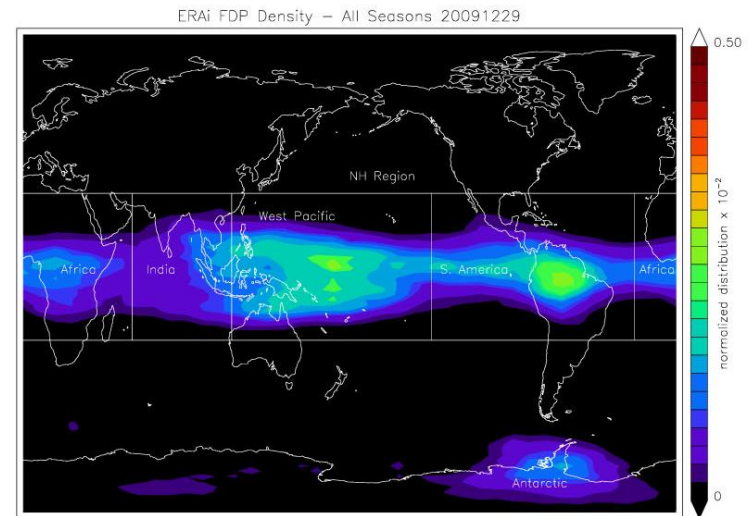 ERAi FDP Density – All Seasons 20091229
0.50
NH Region
West Pacific
Africa
India
S. America
Africa
normalized distribution x 10⁻²
Antarctic
0